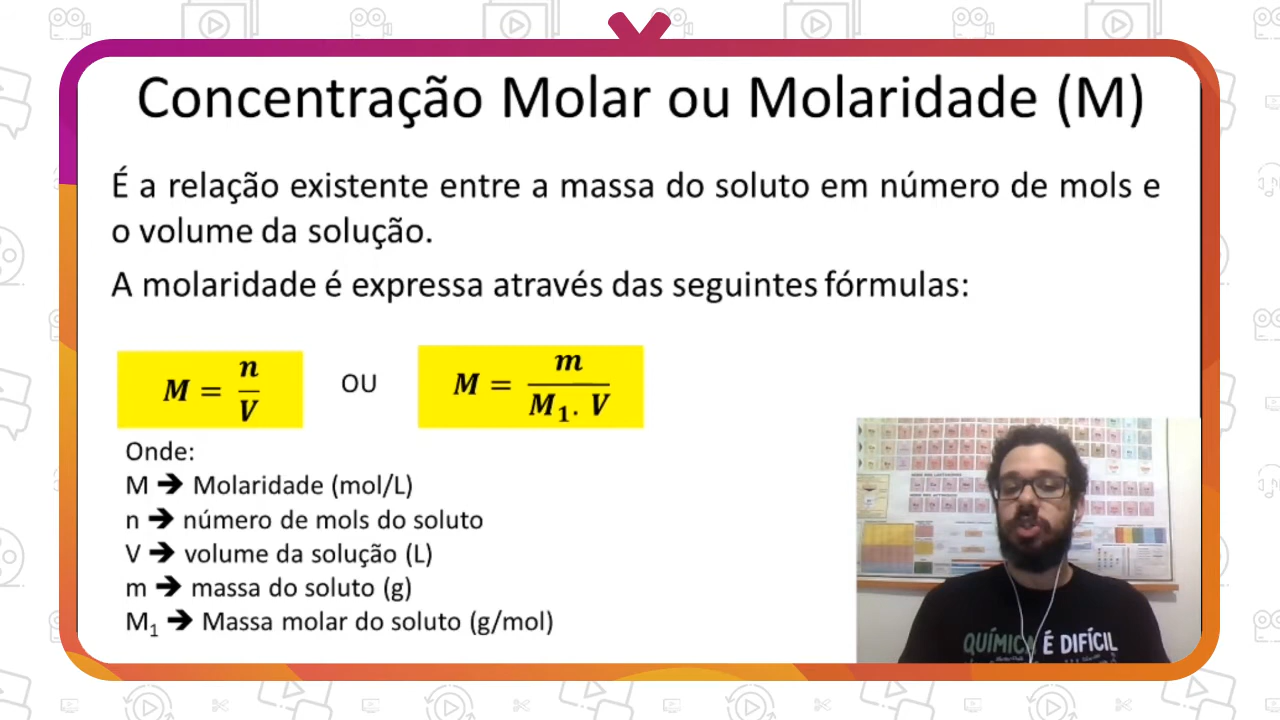 Concentração Molar ou Molaridade (M)
É a relação existente entre a massa do soluto em número de mols e
o volume da solução.
A molaridade é expressa através das seguintes fórmulas:
M = n/V OU M = m/(M₁. V)
Onde:
M ➔ Molaridade (mol/L)
n ➔ número de mols do soluto
V ➔ volume da solução (L)
m ➔ massa do soluto (g)
M₁ ➔ Massa molar do soluto (g/mol)
QUÍMICA É DIFÍCIL